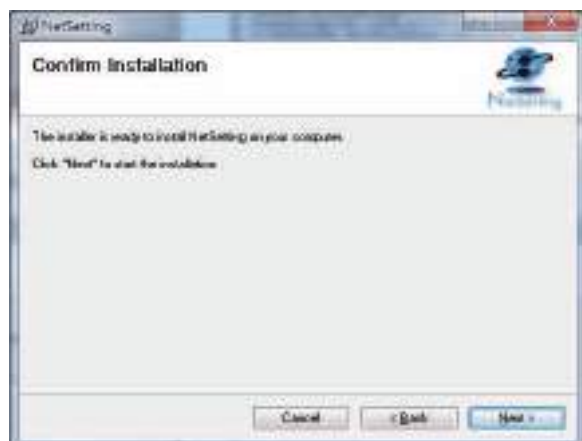 NetSetting
Confirm Installation
NetSetting
The installer is ready to install NetSetting on your computer.
Click "Next" to start the installation.
Cancel
< Back
Next >